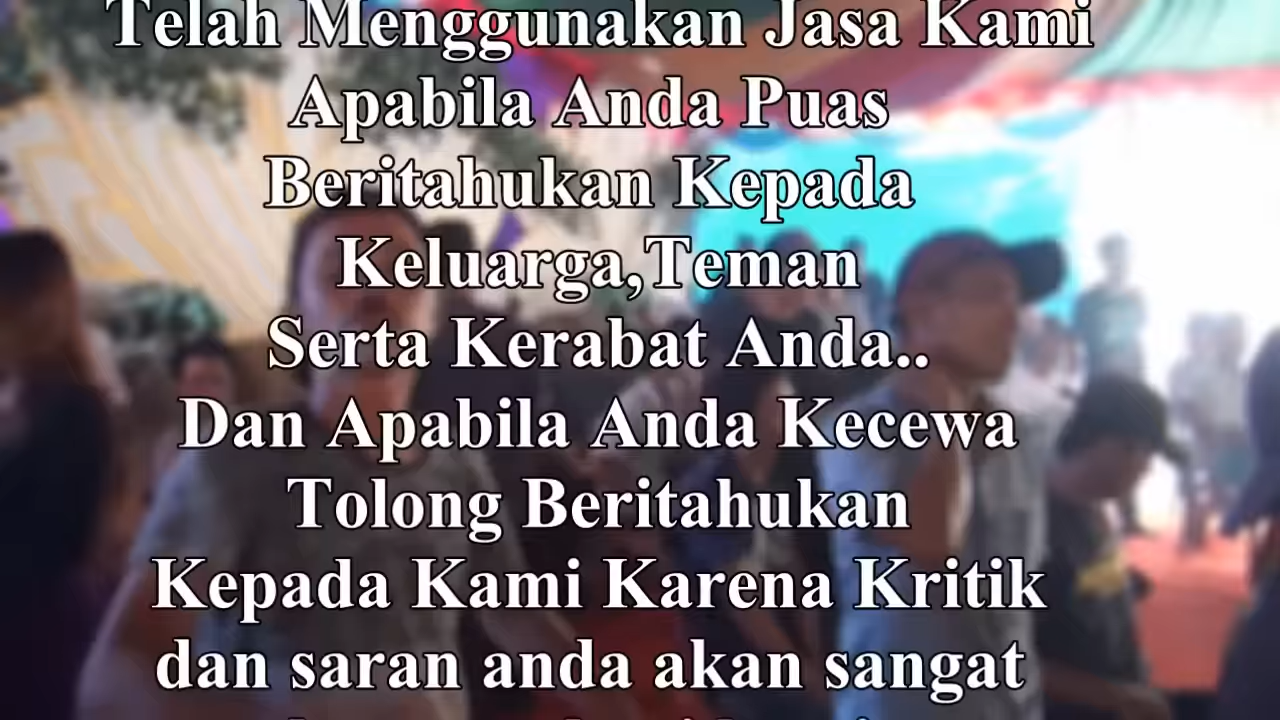 Telah Menggunakan Jasa Kami
Apabila Anda Puas
Beritahukan Kepada
Keluarga,Teman
Serta Kerabat Anda..
Dan Apabila Anda Kecewa
Tolong Beritahukan
Kepada Kami Karena Kritik
dan saran anda akan sangat